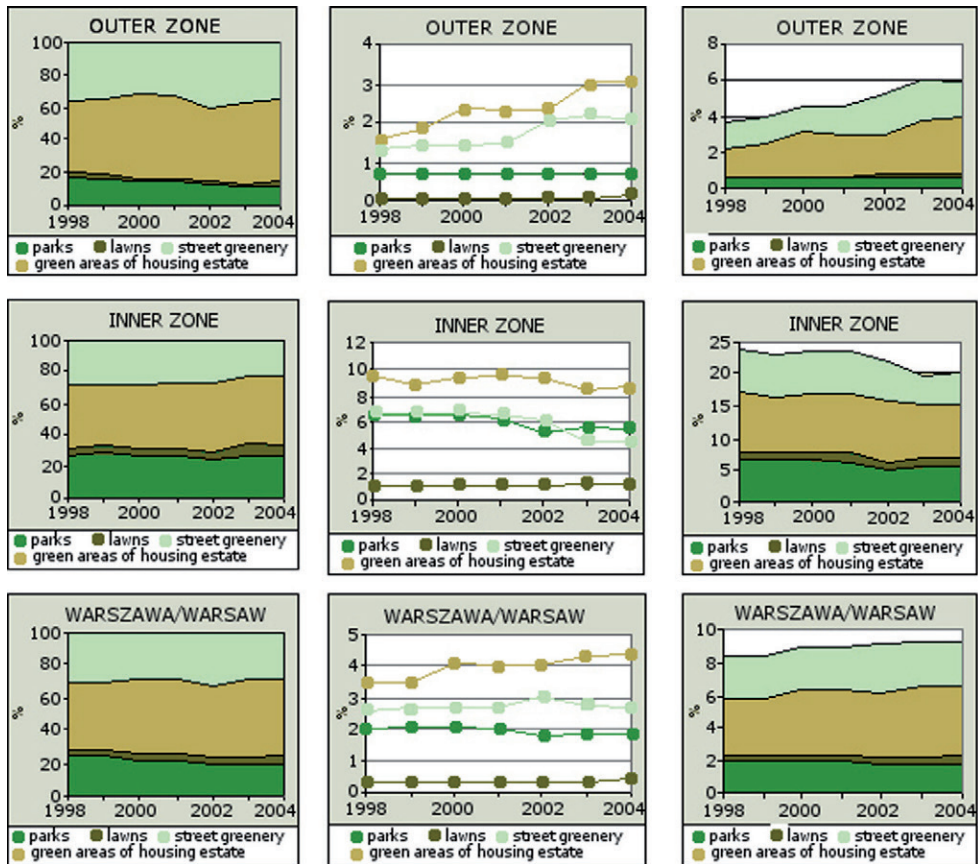 OUTER ZONE
100
80
60
40
20
0
%
1998 2000 2002 2004
parks lawns street greenery
green areas of housing estate
OUTER ZONE
4
3
2
1
0
%
1998 2000 2002 2004
parks lawns street greenery
green areas of housing estate
OUTER ZONE
8
6
4
2
0
%
1998 2000 2002 2004
parks lawns street greenery
green areas of housing estate
INNER ZONE
100
80
60
40
20
0
%
1998 2000 2002 2004
parks lawns street greenery
green areas of housing estate
INNER ZONE
12
10
8
6
4
2
0
%
1998 2000 2002 2004
parks lawns street greenery
green areas of housing estate
INNER ZONE
25
20
15
10
5
0
%
1998 2000 2002 2004
parks lawns street greenery
green areas of housing estate
WARSZAWA/WARSAW
100
80
60
40
20
0
%
1998 2000 2002 2004
parks lawns street greenery
green areas of housing estate
WARSZAWA/WARSAW
5
4
3
2
1
0
%
1998 2000 2002 2004
parks lawns street greenery
green areas of housing estate
WARSZAWA/WARSAW
10
8
6
4
2
0
%
1998 2000 2002 2004
parks lawns street greenery
green areas of housing estate